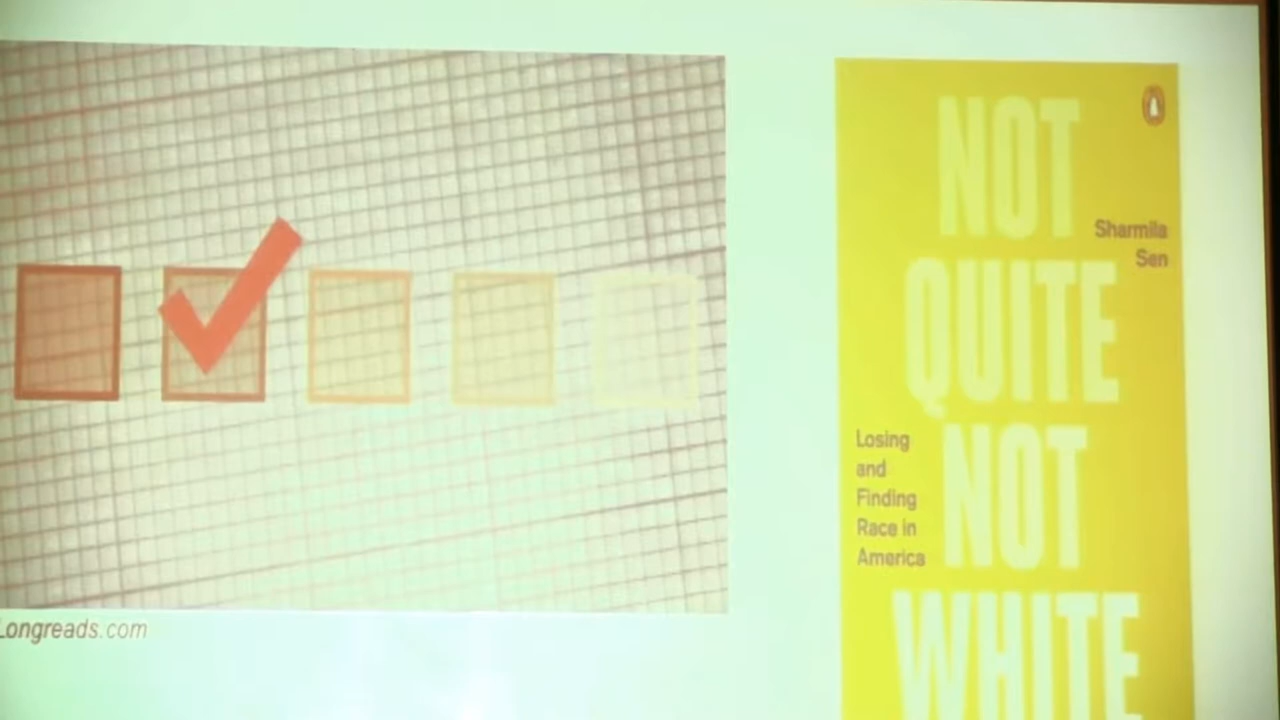 Longreads.com
NOT
QUITE
NOT
WHITE
Sharmila
Sen
Losing
and
Finding
Race in
America